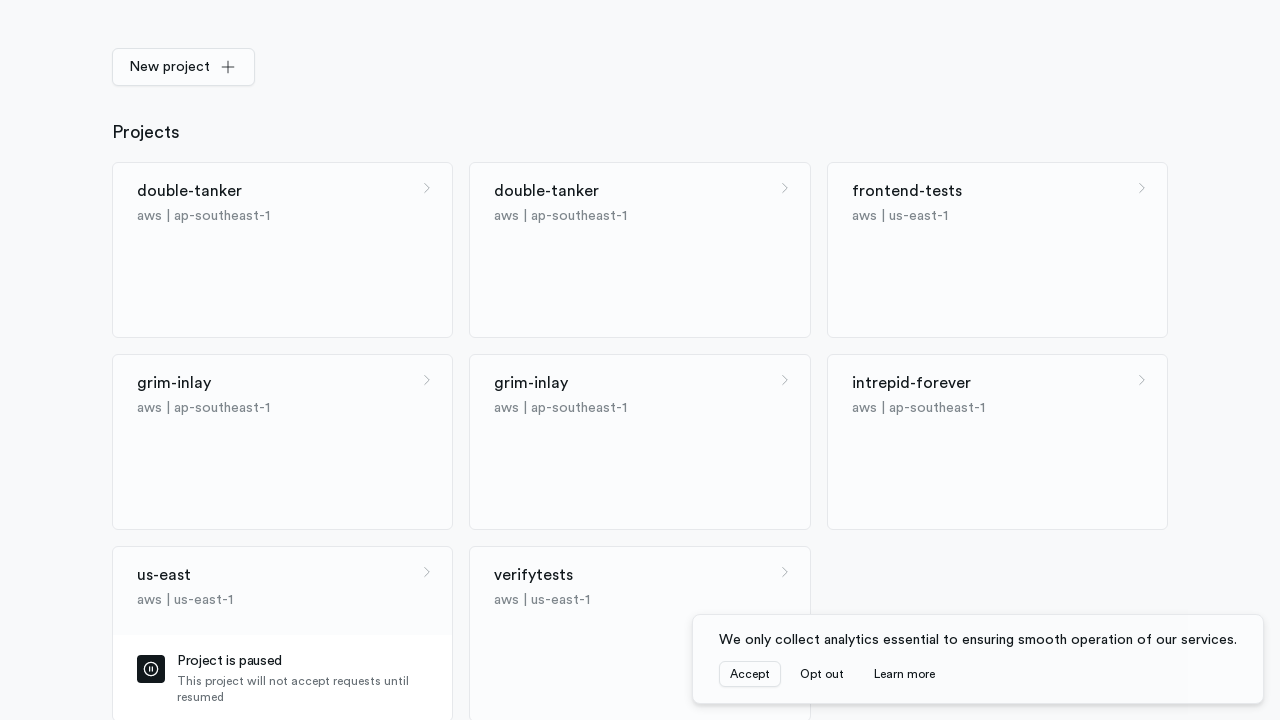 New project
Projects
double-tanker
aws | ap-southeast-1
double-tanker
aws | ap-southeast-1
frontend-tests
aws | us-east-1
grim-inlay
aws | ap-southeast-1
grim-inlay
aws | ap-southeast-1
intrepid-forever
aws | ap-southeast-1
us-east
aws | us-east-1
Project is paused
This project will not accept requests until
resumed
verifytests
aws | us-east-1
We only collect analytics essential to ensuring smooth operation of our services.
Accept
Opt out
Learn more